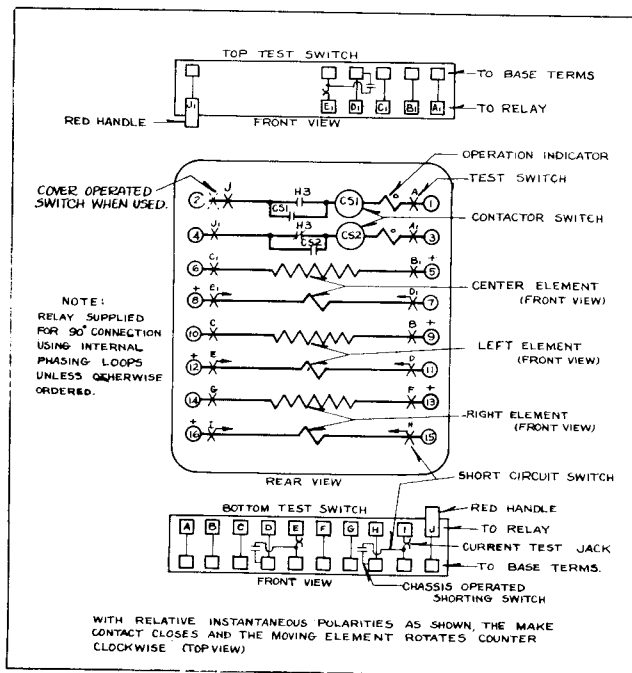 TOP TEST SWITCH
TO BASE TERMS
J1 E1 D1 C1 B1 A1 TO RELAY
RED HANDLE
FRONT VIEW
OPERATION INDICATOR
COVER OPERATED
SWITCH WHEN USED.
TEST SWITCH
2 J H3 CS1 CS1 A 1
CONTACTOR SWITCH
4 J1 H3 CS2 CS2 A1 3
6 C1 B1 5 +
CENTER ELEMENT
(FRONT VIEW)
+ 8 E1 D1 7
NOTE:
RELAY SUPPLIED
FOR 90° CONNECTION
USING INTERNAL
PHASING LOOPS
UNLESS OTHERWISE
ORDERED.
10 C B 9 +
LEFT ELEMENT
(FRONT VIEW)
+ 12 E D 11
14 G F 13 +
RIGHT ELEMENT
(FRONT VIEW)
+ 16 I H 15
REAR VIEW
SHORT CIRCUIT SWITCH
BOTTOM TEST SWITCH
RED HANDLE
A B C D E F G H I J
TO RELAY
CURRENT TEST JACK
TO BASE TERMS.
FRONT VIEW
CHASSIS OPERATED
SHORTING SWITCH
WITH RELATIVE INSTANTANEOUS POLARITIES AS SHOWN, THE MAKE
CONTACT CLOSES AND THE MOVING ELEMENT ROTATES COUNTER
CLOCKWISE (TOP VIEW)